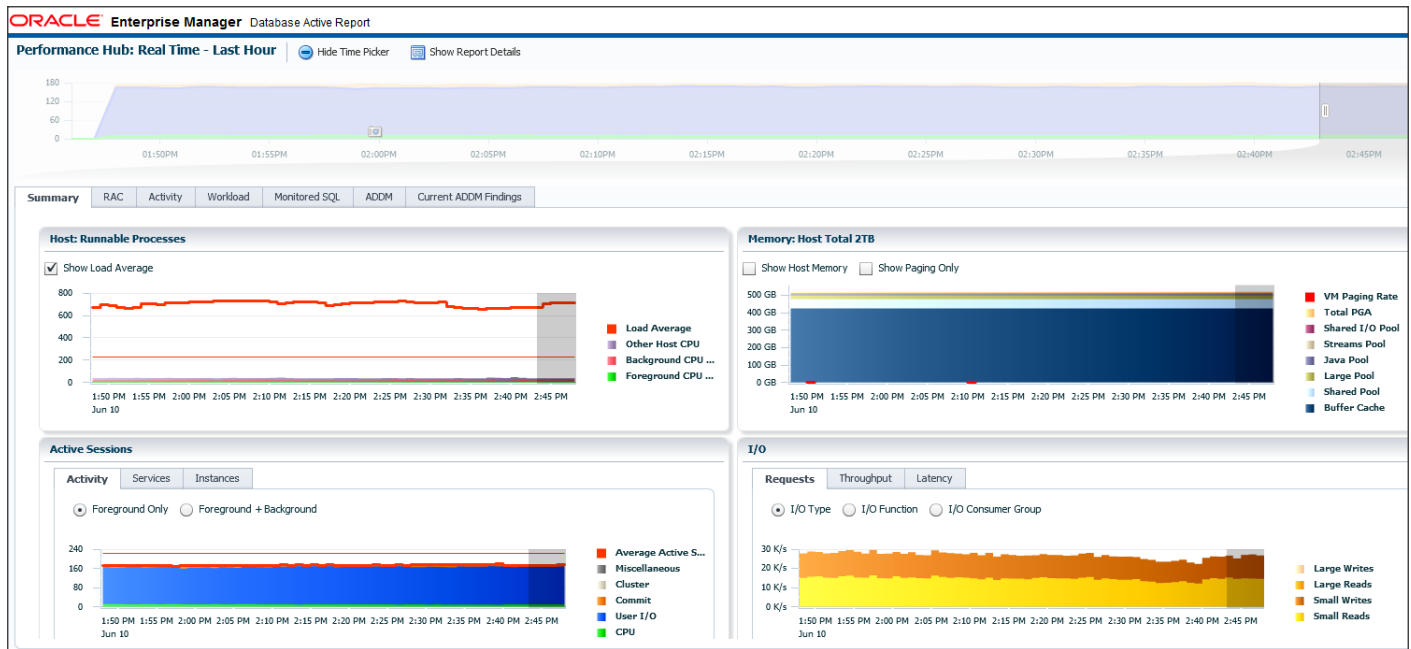 ORACLE Enterprise Manager Database Active Report
Performance Hub: Real Time - Last Hour Hide Time Picker Show Report Details
180
120
60
0
01:50PM 01:55PM 02:00PM 02:05PM 02:10PM 02:15PM 02:20PM 02:25PM 02:30PM 02:35PM 02:40PM 02:45PM
Summary RAC Activity Workload Monitored SQL ADDM Current ADDM Findings
Host: Runnable Processes
Show Load Average
800
600
400
200
0
1:50 PM 1:55 PM 2:00 PM 2:05 PM 2:10 PM 2:15 PM 2:20 PM 2:25 PM 2:30 PM 2:35 PM 2:40 PM 2:45 PM
Jun 10
Load Average
Other Host CPU
Background CPU ...
Foreground CPU ...
Memory: Host Total 2TB
Show Host Memory Show Paging Only
500 GB
400 GB
300 GB
200 GB
100 GB
0 GB
1:50 PM 1:55 PM 2:00 PM 2:05 PM 2:10 PM 2:15 PM 2:20 PM 2:25 PM 2:30 PM 2:35 PM 2:40 PM 2:45 PM
Jun 10
VM Paging Rate
Total PGA
Shared I/O Pool
Streams Pool
Java Pool
Large Pool
Shared Pool
Buffer Cache
Active Sessions
Activity Services Instances
Foreground Only Foreground + Background
240
160
80
0
1:50 PM 1:55 PM 2:00 PM 2:05 PM 2:10 PM 2:15 PM 2:20 PM 2:25 PM 2:30 PM 2:35 PM 2:40 PM 2:45 PM
Jun 10
Average Active S...
Miscellaneous
Cluster
Commit
User I/O
CPU
I/O
Requests Throughput Latency
I/O Type I/O Function I/O Consumer Group
30 K/s
20 K/s
10 K/s
0 K/s
1:50 PM 1:55 PM 2:00 PM 2:05 PM 2:10 PM 2:15 PM 2:20 PM 2:25 PM 2:30 PM 2:35 PM 2:40 PM 2:45 PM
Jun 10
Large Writes
Large Reads
Small Writes
Small Reads